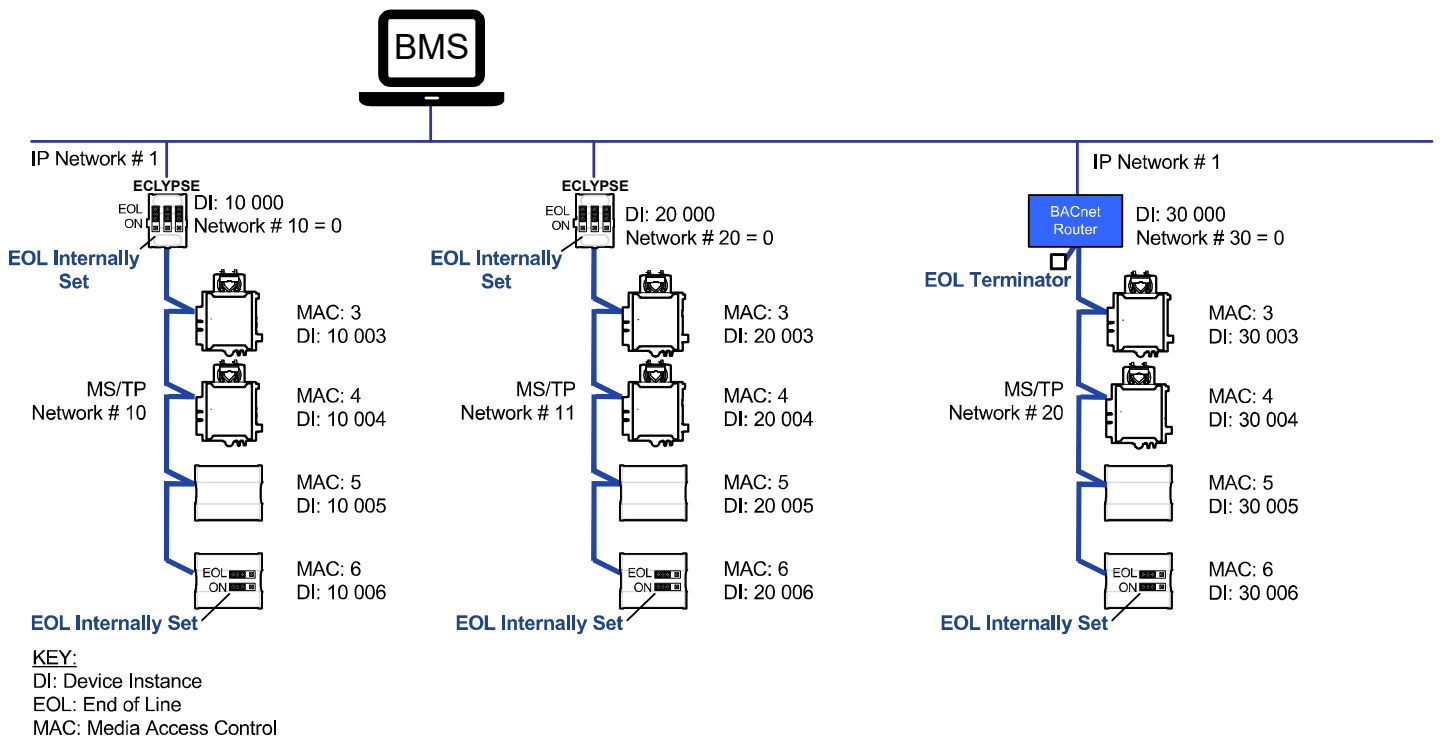 BMS
IP Network # 1
IP Network # 1
ECLYPSE
EOL
ON
DI: 10 000
Network # 10 = 0
EOL Internally
Set
MAC: 3
DI: 10 003
MS/TP
Network # 10
MAC: 4
DI: 10 004
MAC: 5
DI: 10 005
EOL
ON
MAC: 6
DI: 10 006
EOL Internally Set
ECLYPSE
EOL
ON
DI: 20 000
Network # 20 = 0
EOL Internally
Set
MAC: 3
DI: 20 003
MS/TP
Network # 11
MAC: 4
DI: 20 004
MAC: 5
DI: 20 005
EOL
ON
MAC: 6
DI: 20 006
EOL Internally Set
BACnet
Router
DI: 30 000
Network # 30 = 0
EOL Terminator
MAC: 3
DI: 30 003
MS/TP
Network # 20
MAC: 4
DI: 30 004
MAC: 5
DI: 30 005
EOL
ON
MAC: 6
DI: 30 006
EOL Internally Set
KEY:
DI: Device Instance
EOL: End of Line
MAC: Media Access Control